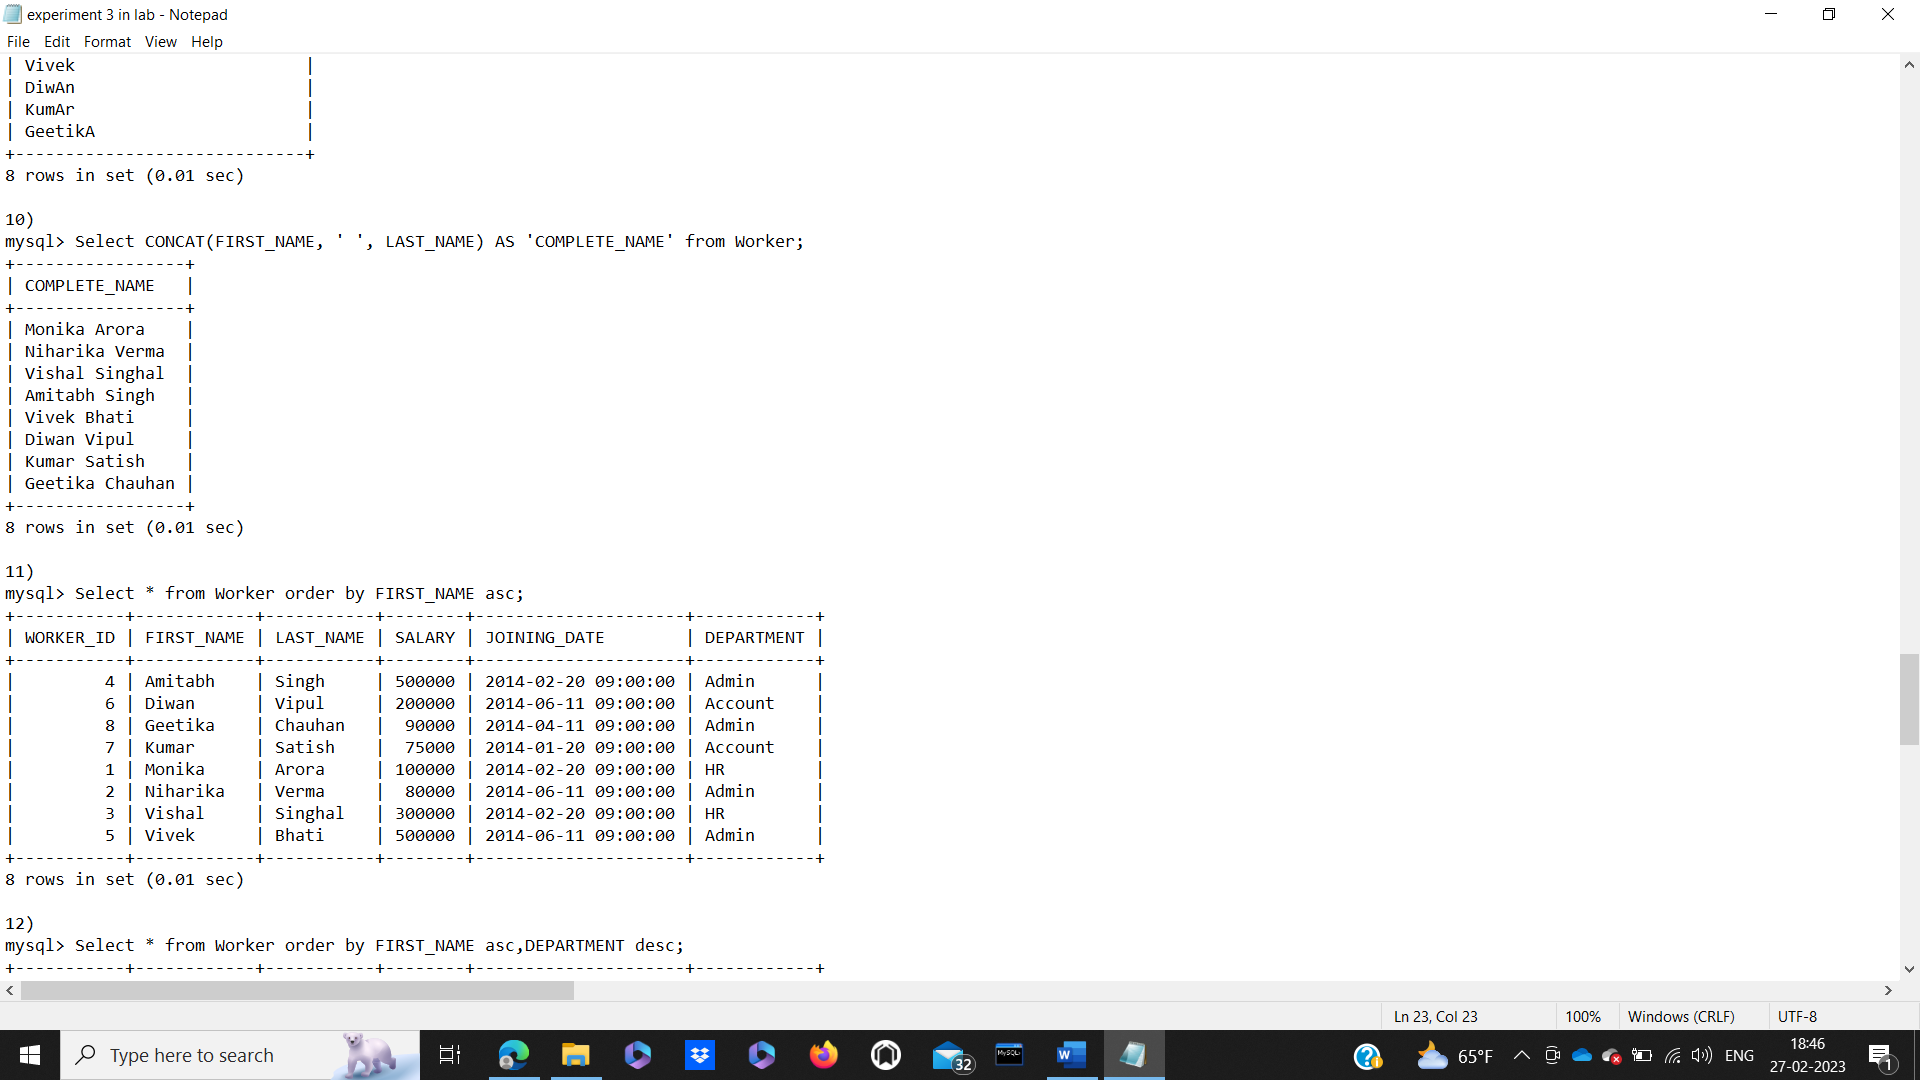 experiment 3 in lab - Notepad
File Edit Format View Help
| Vivek                       |
| DiwAn                       |
| KumAr                       |
| GeetikA                     |
+-----------------------------+
8 rows in set (0.01 sec)
10)
mysql> Select CONCAT(FIRST_NAME, ' ', LAST_NAME) AS 'COMPLETE_NAME' from Worker;
+-----------------+
| COMPLETE_NAME   |
+-----------------+
| Monika Arora    |
| Niharika Verma  |
| Vishal Singhal  |
| Amitabh Singh   |
| Vivek Bhati     |
| Diwan Vipul     |
| Kumar Satish    |
| Geetika Chauhan |
+-----------------+
8 rows in set (0.01 sec)
11)
mysql> Select * from Worker order by FIRST_NAME asc;
+-----------+------------+-----------+--------+---------------------+------------+
| WORKER_ID | FIRST_NAME | LAST_NAME | SALARY | JOINING_DATE        | DEPARTMENT |
+-----------+------------+-----------+--------+---------------------+------------+
|         4 | Amitabh    | Singh     | 500000 | 2014-02-20 09:00:00 | Admin      |
|         6 | Diwan      | Vipul     | 200000 | 2014-06-11 09:00:00 | Account    |
|         8 | Geetika    | Chauhan   |  90000 | 2014-04-11 09:00:00 | Admin      |
|         7 | Kumar      | Satish    |  75000 | 2014-01-20 09:00:00 | Account    |
|         1 | Monika     | Arora     | 100000 | 2014-02-20 09:00:00 | HR         |
|         2 | Niharika   | Verma     |  80000 | 2014-06-11 09:00:00 | Admin      |
|         3 | Vishal     | Singhal   | 300000 | 2014-02-20 09:00:00 | HR         |
|         5 | Vivek      | Bhati     | 500000 | 2014-06-11 09:00:00 | Admin      |
+-----------+------------+-----------+--------+---------------------+------------+
8 rows in set (0.01 sec)
12)
mysql> Select * from Worker order by FIRST_NAME asc,DEPARTMENT desc;
+-----------+------------+-----------+--------+---------------------+------------+
Ln 23, Col 23 100% Windows (CRLF) UTF-8
Type here to search 32 MySQL 65°F ENG 18:46
27-02-2023 1